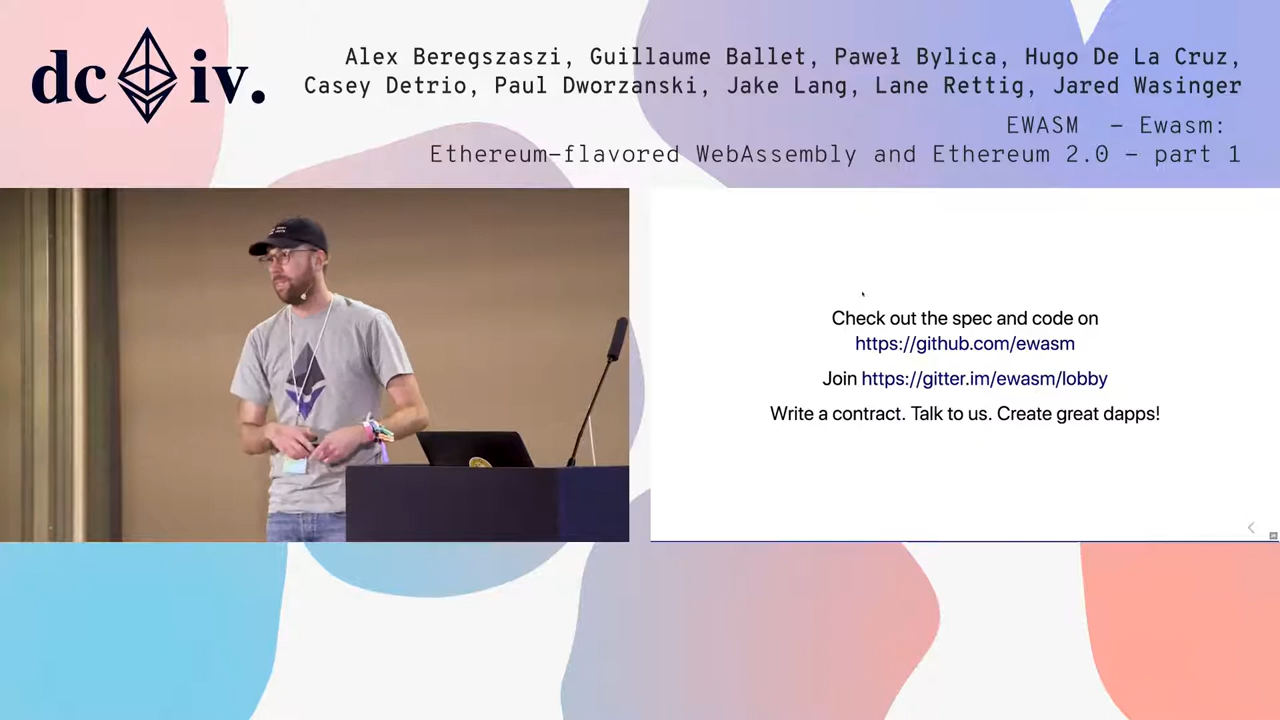 dc iv.
Alex Beregszaszi, Guillaume Ballet, Paweł Bylica, Hugo De La Cruz,
Casey Detrio, Paul Dworzanski, Jake Lang, Lane Rettig, Jared Wasinger
EWASM - Ewasm:
Ethereum-flavored WebAssembly and Ethereum 2.0 - part 1
Check out the spec and code on
https://github.com/ewasm
Join https://gitter.im/ewasm/lobby
Write a contract. Talk to us. Create great dapps!